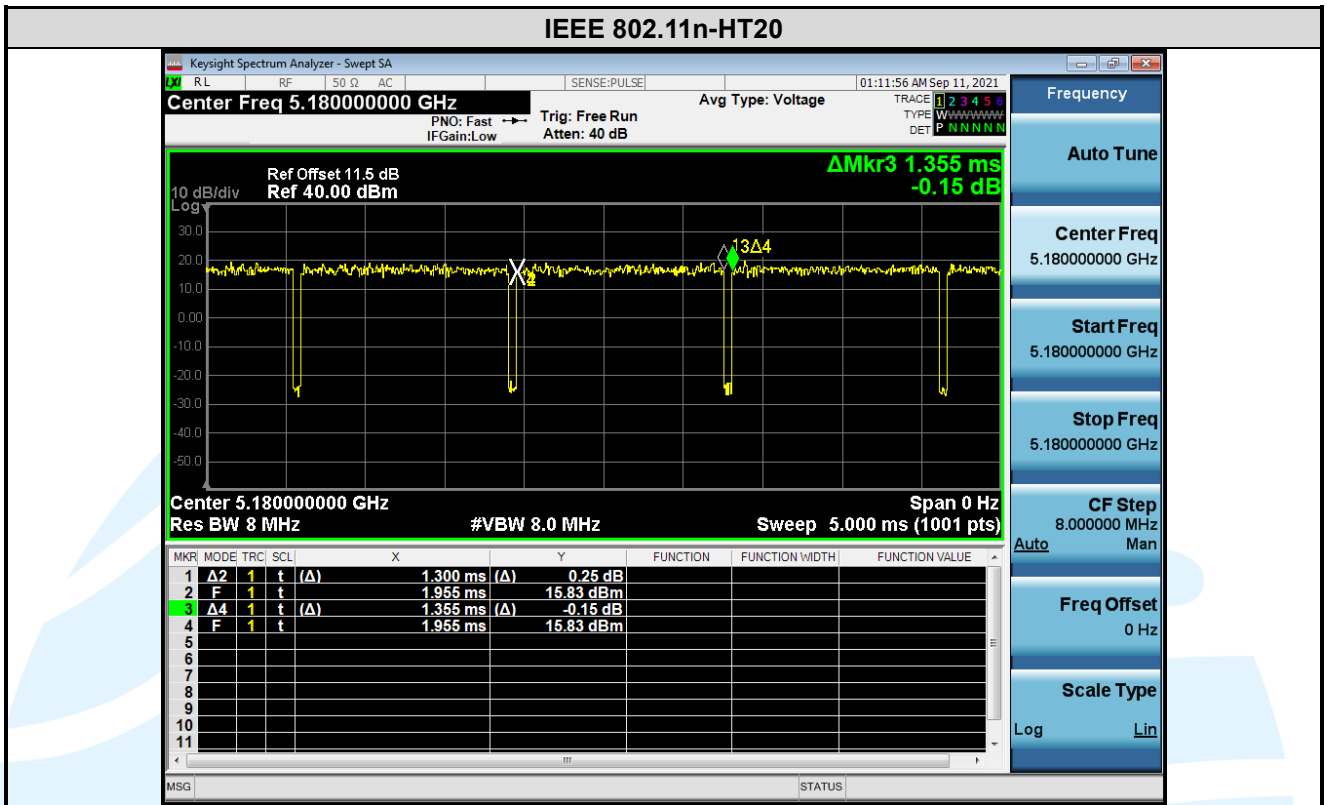 IEEE 802.11n-HT20
Keysight Spectrum Analyzer - Swept SA
LXI RL RF 50 Ω AC SENSE:PULSE 01:11:56 AM Sep 11, 2021
Center Freq 5.180000000 GHz
PNO: Fast
IFGain:Low
Trig: Free Run
Atten: 40 dB
Avg Type: Voltage
TRACE 1 2 3 4 5 6
TYPE WWWWWW
DET P N N N N N
Ref Offset 11.5 dB
10 dB/div Ref 40.00 dBm
Log
ΔMkr3 1.355 ms
-0.15 dB
30.0
20.0
10.0
0.00
-10.0
-20.0
-30.0
-40.0
-50.0
13Δ4
Center 5.180000000 GHz Span 0 Hz
Res BW 8 MHz #VBW 8.0 MHz Sweep 5.000 ms (1001 pts)
MKR MODE TRC SCL X Y FUNCTION FUNCTION WIDTH FUNCTION VALUE
1 Δ2 1 t (Δ) 1.300 ms (Δ) 0.25 dB
2 F 1 t 1.955 ms 15.83 dBm
3 Δ4 1 t (Δ) 1.355 ms (Δ) -0.15 dB
4 F 1 t 1.955 ms 15.83 dBm
5
6
7
8
9
10
11
MSG STATUS
Frequency
Auto Tune
Center Freq
5.180000000 GHz
Start Freq
5.180000000 GHz
Stop Freq
5.180000000 GHz
CF Step
8.000000 MHz
Auto Man
Freq Offset
0 Hz
Scale Type
Log Lin